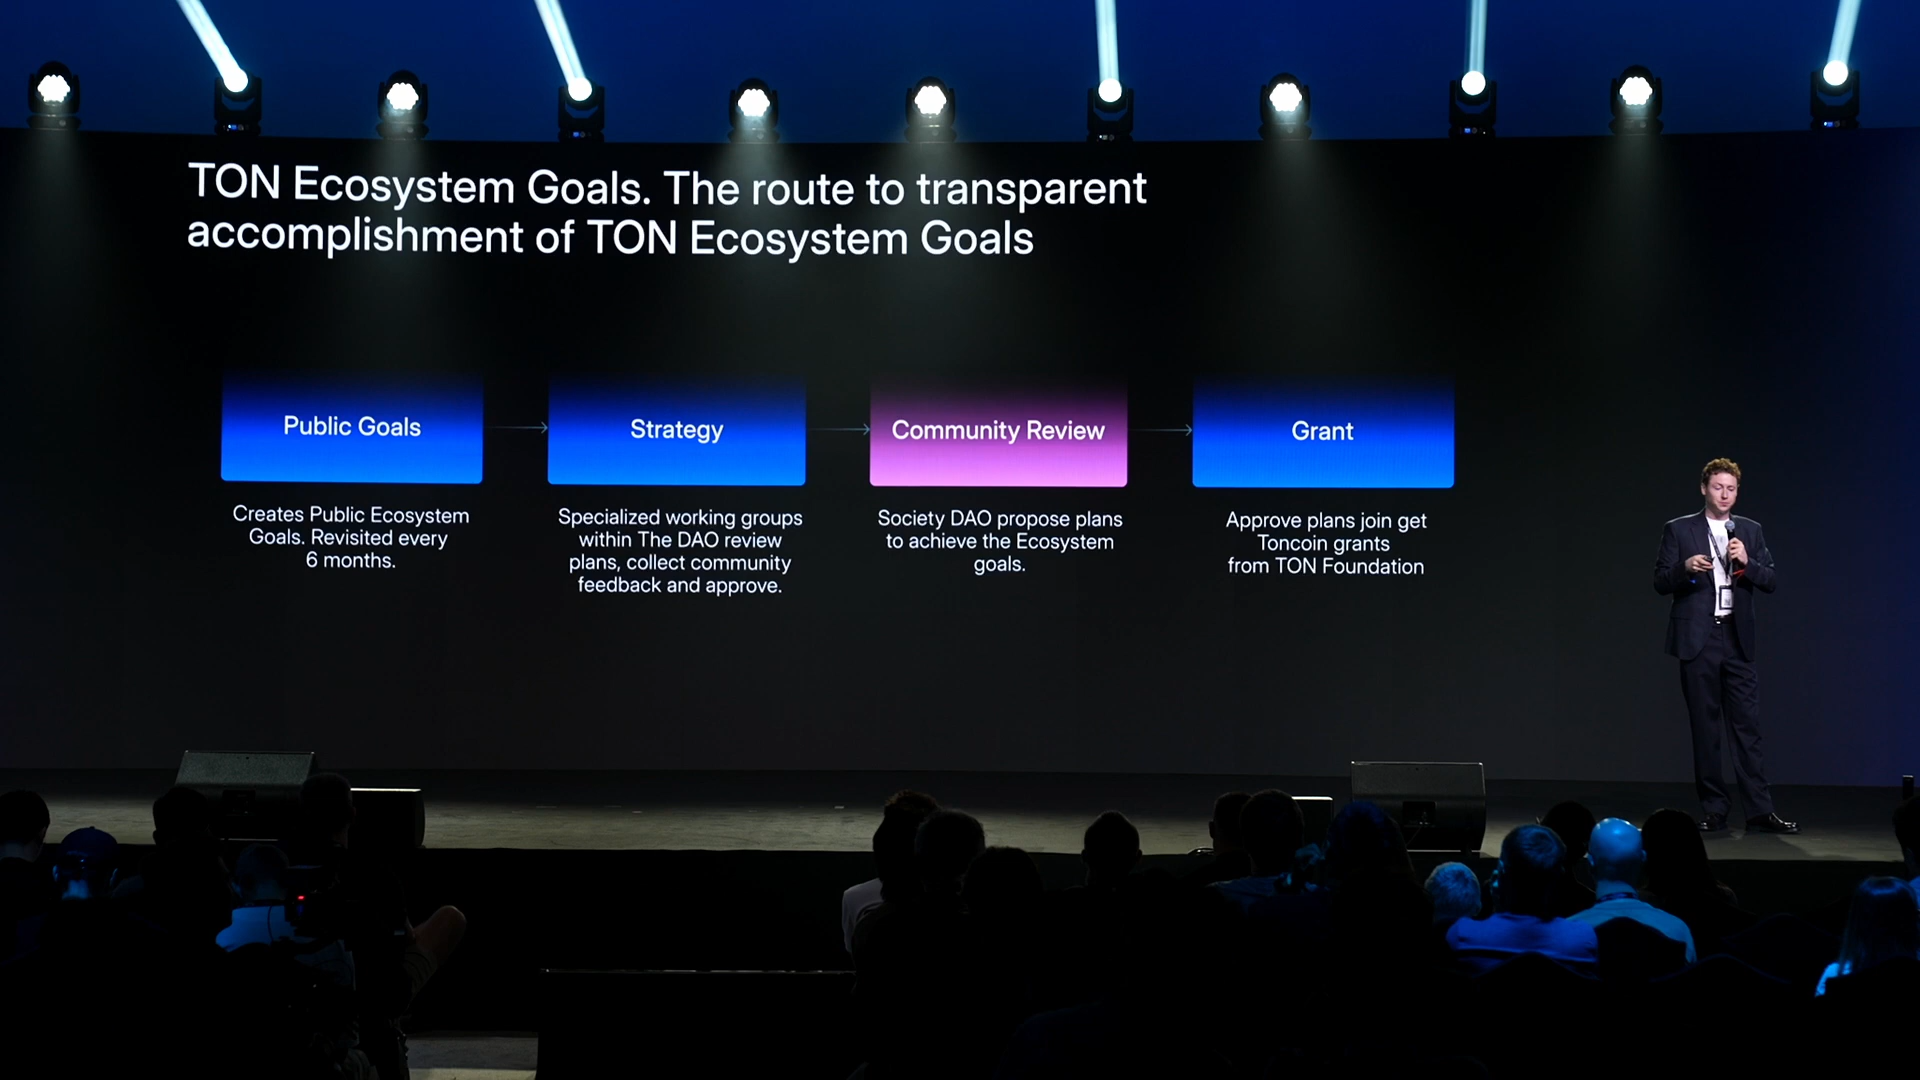 TON Ecosystem Goals. The route to transparent
accomplishment of TON Ecosystem Goals
Public Goals
Creates Public Ecosystem
Goals. Revisited every
6 months.
Strategy
Specialized working groups
within The DAO review
plans, collect community
feedback and approve.
Community Review
Society DAO propose plans
to achieve the Ecosystem
goals.
Grant
Approve plans join get
Toncoin grants
from TON Foundation